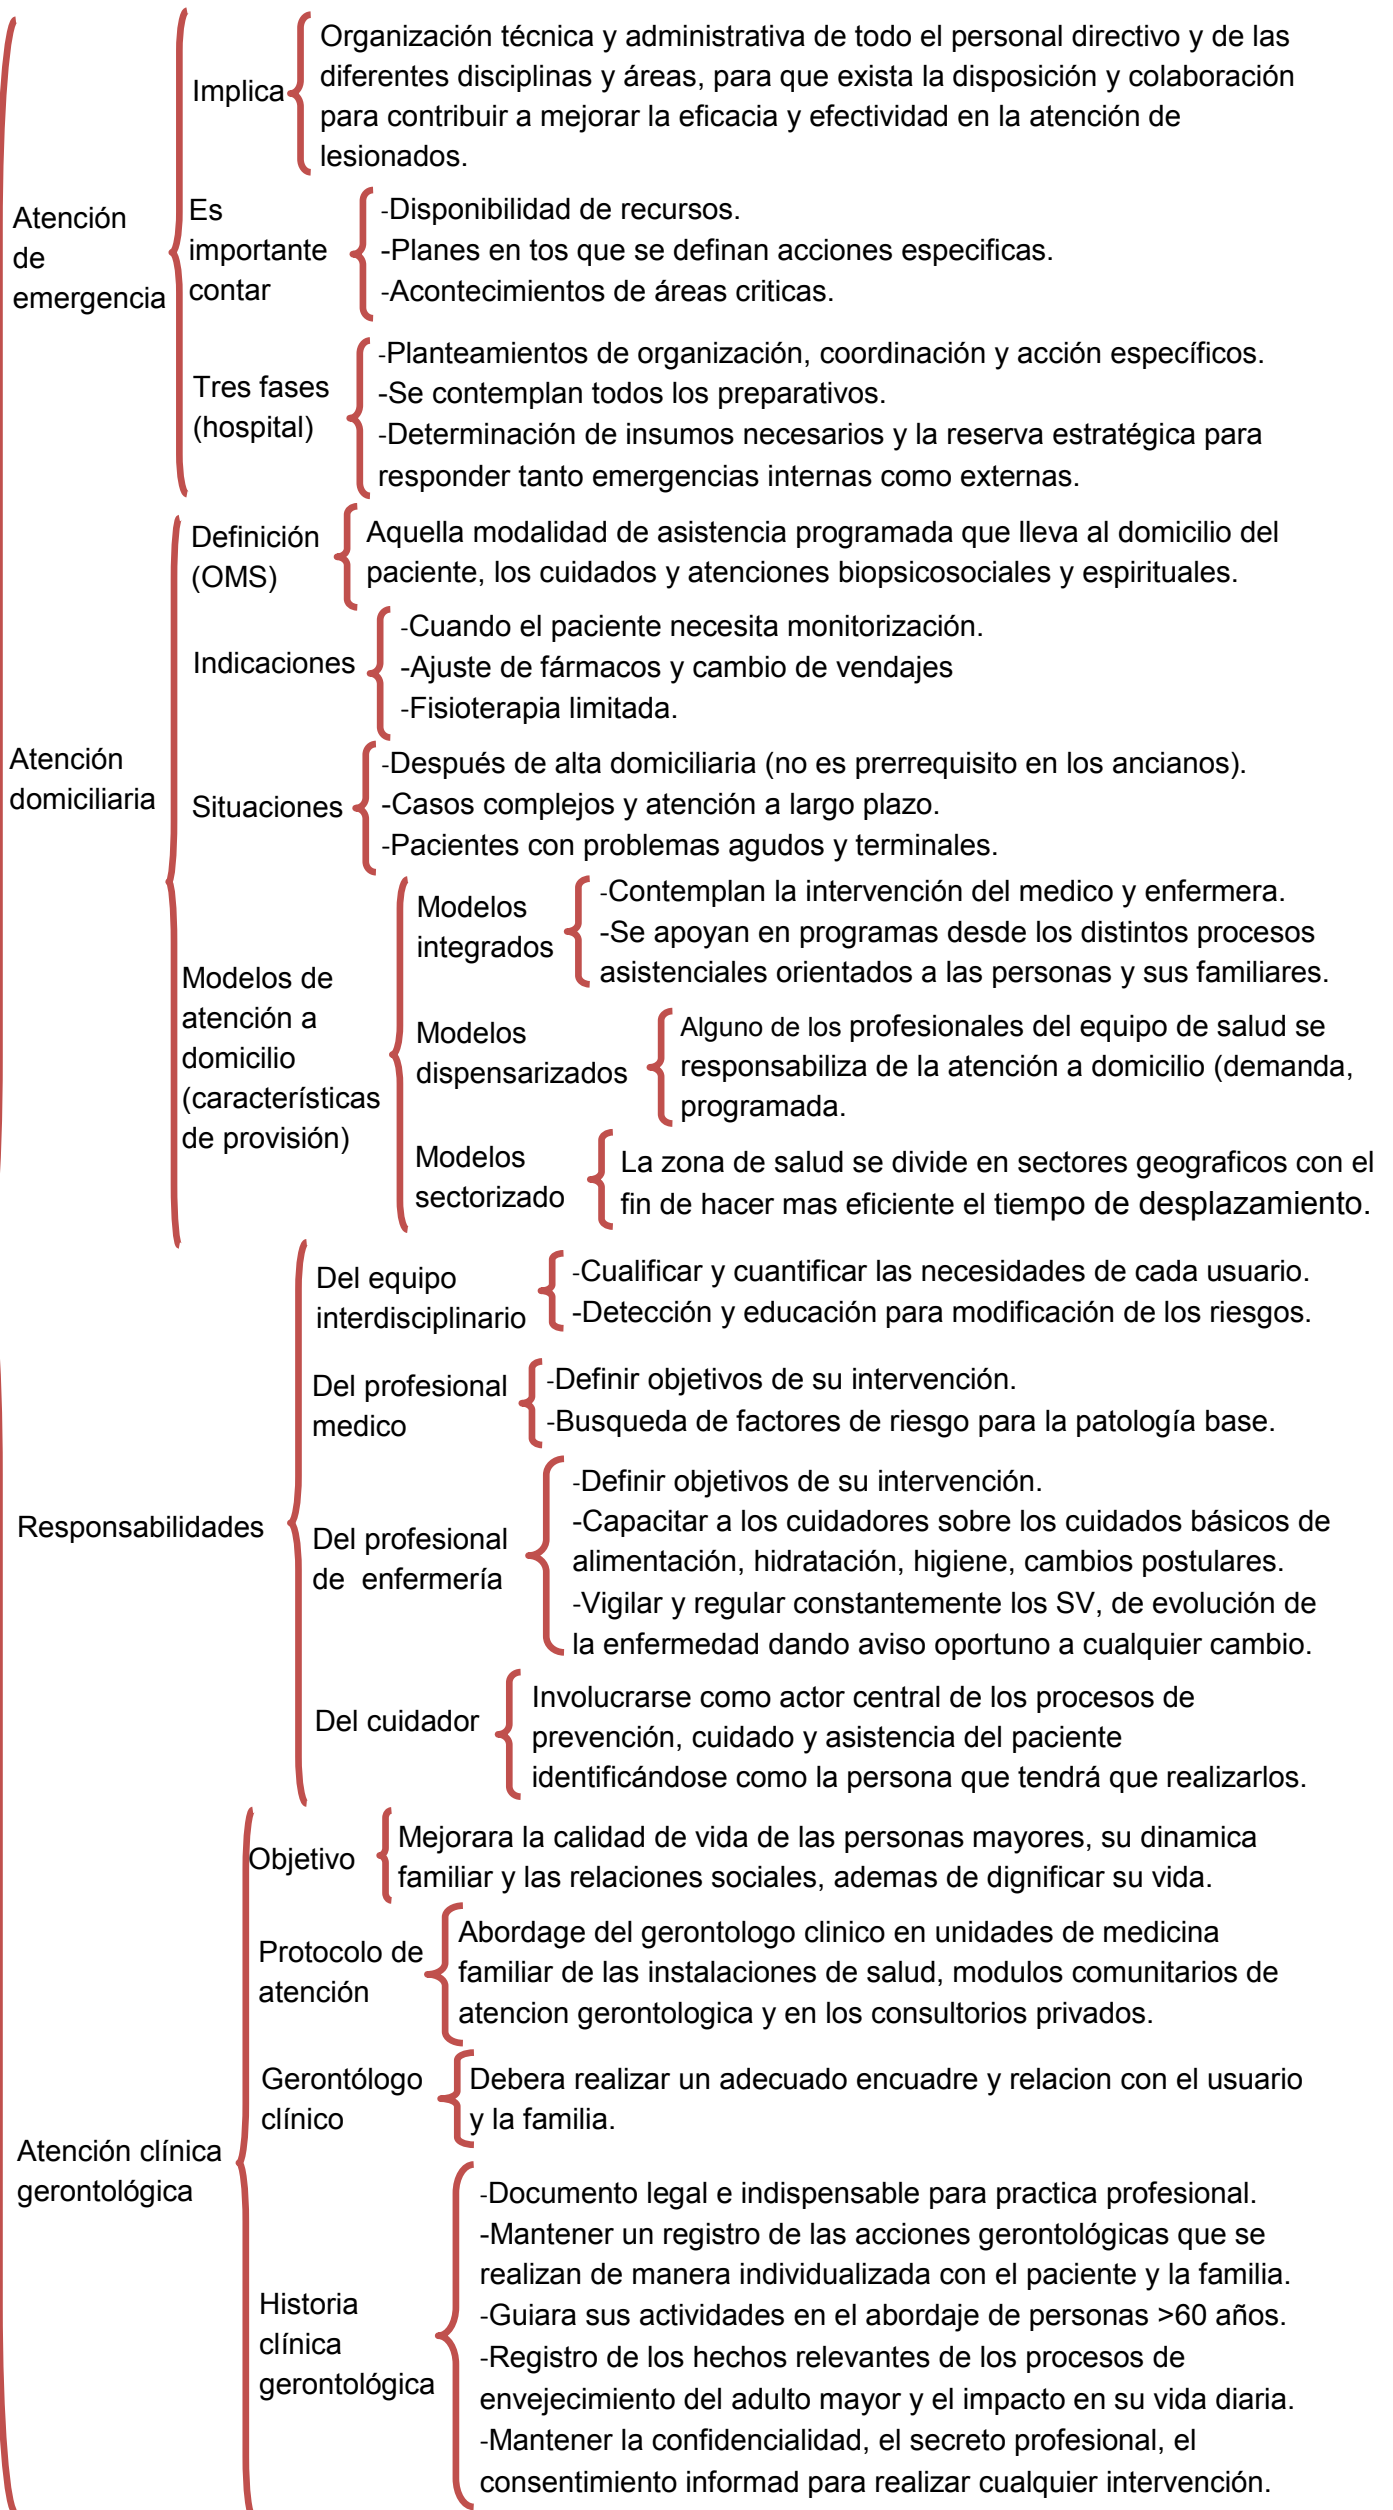 Atención
de
emergencia
Implica
Organización técnica y administrativa de todo el personal directivo y de las
diferentes disciplinas y áreas, para que exista la disposición y colaboración
para contribuir a mejorar la eficacia y efectividad en la atención de
lesionados.
Es
importante
contar
-Disponibilidad de recursos.
-Planes en tos que se definan acciones especificas.
-Acontecimientos de áreas criticas.
Tres fases
(hospital)
-Planteamientos de organización, coordinación y acción específicos.
-Se contemplan todos los preparativos.
-Determinación de insumos necesarios y la reserva estratégica para
responder tanto emergencias internas como externas.
Atención
domiciliaria
Definición
(OMS)
Aquella modalidad de asistencia programada que lleva al domicilio del
paciente, los cuidados y atenciones biopsicosociales y espirituales.
Indicaciones
-Cuando el paciente necesita monitorización.
-Ajuste de fármacos y cambio de vendajes
-Fisioterapia limitada.
Situaciones
-Después de alta domiciliaria (no es prerrequisito en los ancianos).
-Casos complejos y atención a largo plazo.
-Pacientes con problemas agudos y terminales.
Modelos de
atención a
domicilio
(características
de provisión)
Modelos
integrados
-Contemplan la intervención del medico y enfermera.
-Se apoyan en programas desde los distintos procesos
asistenciales orientados a las personas y sus familiares.
Modelos
dispensarizados
Alguno de los profesionales del equipo de salud se
responsabiliza de la atención a domicilio (demanda,
programada.
Modelos
sectorizado
La zona de salud se divide en sectores geograficos con el
fin de hacer mas eficiente el tiempo de desplazamiento.
Responsabilidades
Del equipo
interdisciplinario
-Cualificar y cuantificar las necesidades de cada usuario.
-Detección y educación para modificación de los riesgos.
Del profesional
medico
-Definir objetivos de su intervención.
-Busqueda de factores de riesgo para la patología base.
Del profesional
de enfermería
-Definir objetivos de su intervención.
-Capacitar a los cuidadores sobre los cuidados básicos de
alimentación, hidratación, higiene, cambios postulares.
-Vigilar y regular constantemente los SV, de evolución de
la enfermedad dando aviso oportuno a cualquier cambio.
Del cuidador
Involucrarse como actor central de los procesos de
prevención, cuidado y asistencia del paciente
identificándose como la persona que tendrá que realizarlos.
Atención clínica
gerontológica
Objetivo
Mejorara la calidad de vida de las personas mayores, su dinamica
familiar y las relaciones sociales, ademas de dignificar su vida.
Protocolo de
atención
Abordage del gerontologo clinico en unidades de medicina
familiar de las instalaciones de salud, modulos comunitarios de
atencion gerontologica y en los consultorios privados.
Gerontólogo
clínico
Debera realizar un adecuado encuadre y relacion con el usuario
y la familia.
Historia
clínica
gerontológica
-Documento legal e indispensable para practica profesional.
-Mantener un registro de las acciones gerontológicas que se
realizan de manera individualizada con el paciente y la familia.
-Guiara sus actividades en el abordaje de personas >60 años.
-Registro de los hechos relevantes de los procesos de
envejecimiento del adulto mayor y el impacto en su vida diaria.
-Mantener la confidencialidad, el secreto profesional, el
consentimiento informad para realizar cualquier intervención.